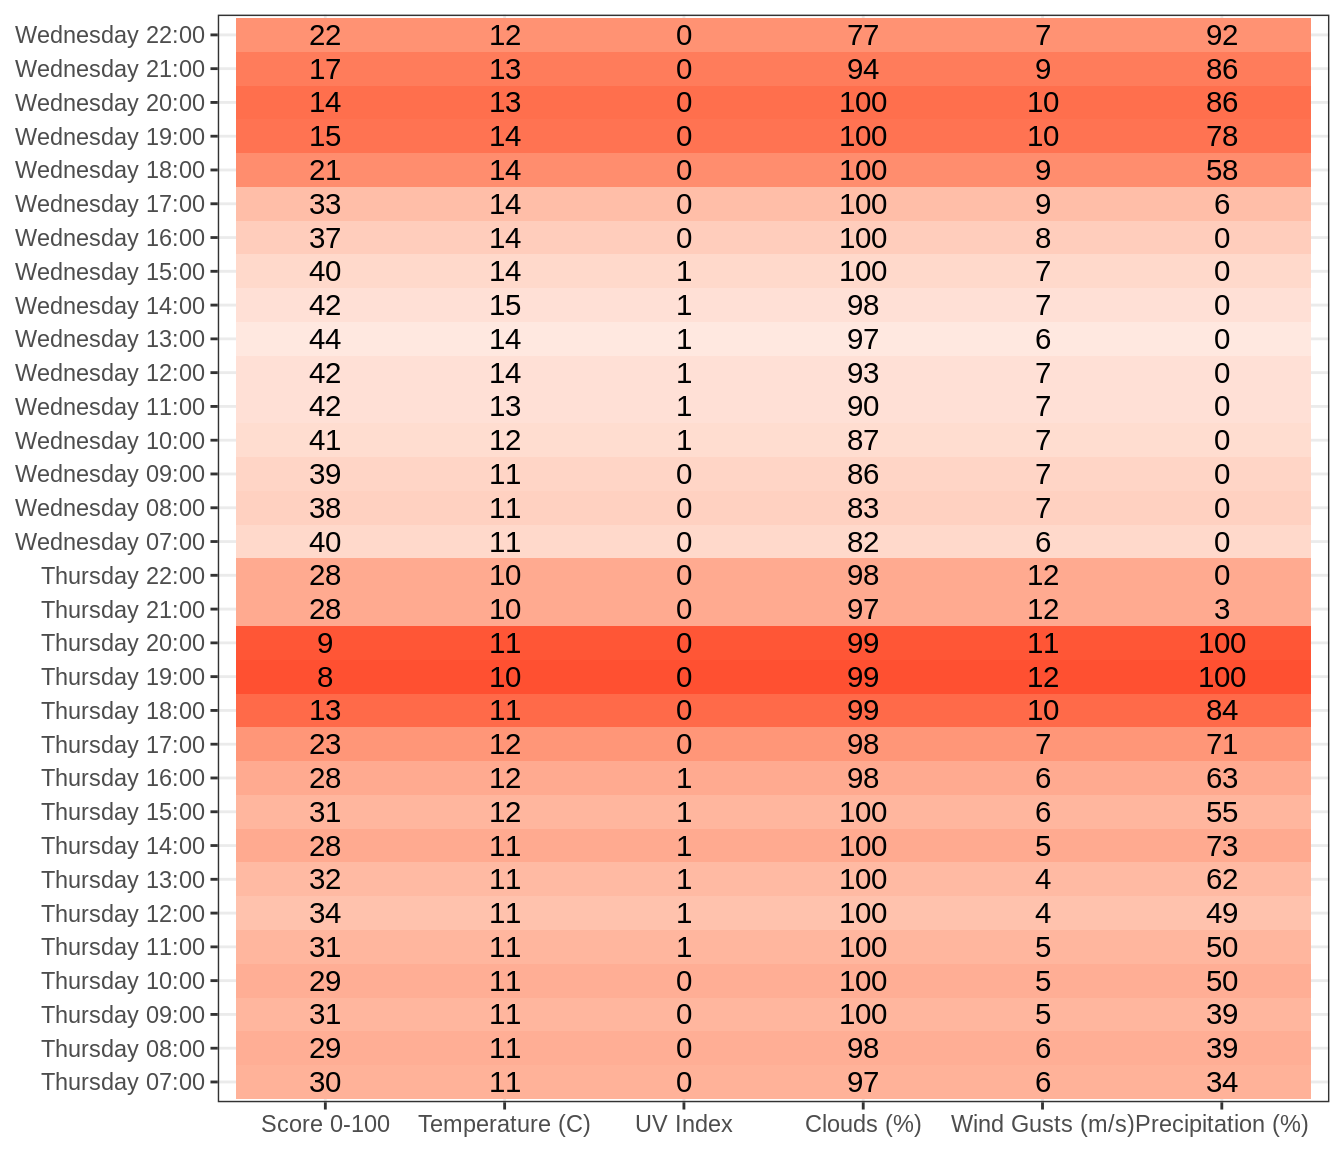 Wednesday 22:00 22 12 0 77 7 92
Wednesday 21:00 17 13 0 94 9 86
Wednesday 20:00 14 13 0 100 10 86
Wednesday 19:00 15 14 0 100 10 78
Wednesday 18:00 21 14 0 100 9 58
Wednesday 17:00 33 14 0 100 9 6
Wednesday 16:00 37 14 0 100 8 0
Wednesday 15:00 40 14 1 100 7 0
Wednesday 14:00 42 15 1 98 7 0
Wednesday 13:00 44 14 1 97 6 0
Wednesday 12:00 42 14 1 93 7 0
Wednesday 11:00 42 13 1 90 7 0
Wednesday 10:00 41 12 1 87 7 0
Wednesday 09:00 39 11 0 86 7 0
Wednesday 08:00 38 11 0 83 7 0
Wednesday 07:00 40 11 0 82 6 0
Thursday 22:00 28 10 0 98 12 0
Thursday 21:00 28 10 0 97 12 3
Thursday 20:00 9 11 0 99 11 100
Thursday 19:00 8 10 0 99 12 100
Thursday 18:00 13 11 0 99 10 84
Thursday 17:00 23 12 0 98 7 71
Thursday 16:00 28 12 1 98 6 63
Thursday 15:00 31 12 1 100 6 55
Thursday 14:00 28 11 1 100 5 73
Thursday 13:00 32 11 1 100 4 62
Thursday 12:00 34 11 1 100 4 49
Thursday 11:00 31 11 1 100 5 50
Thursday 10:00 29 11 0 100 5 50
Thursday 09:00 31 11 0 100 5 39
Thursday 08:00 29 11 0 98 6 39
Thursday 07:00 30 11 0 97 6 34
Score 0-100 Temperature (C) UV Index Clouds (%) Wind Gusts (m/s) Precipitation (%)